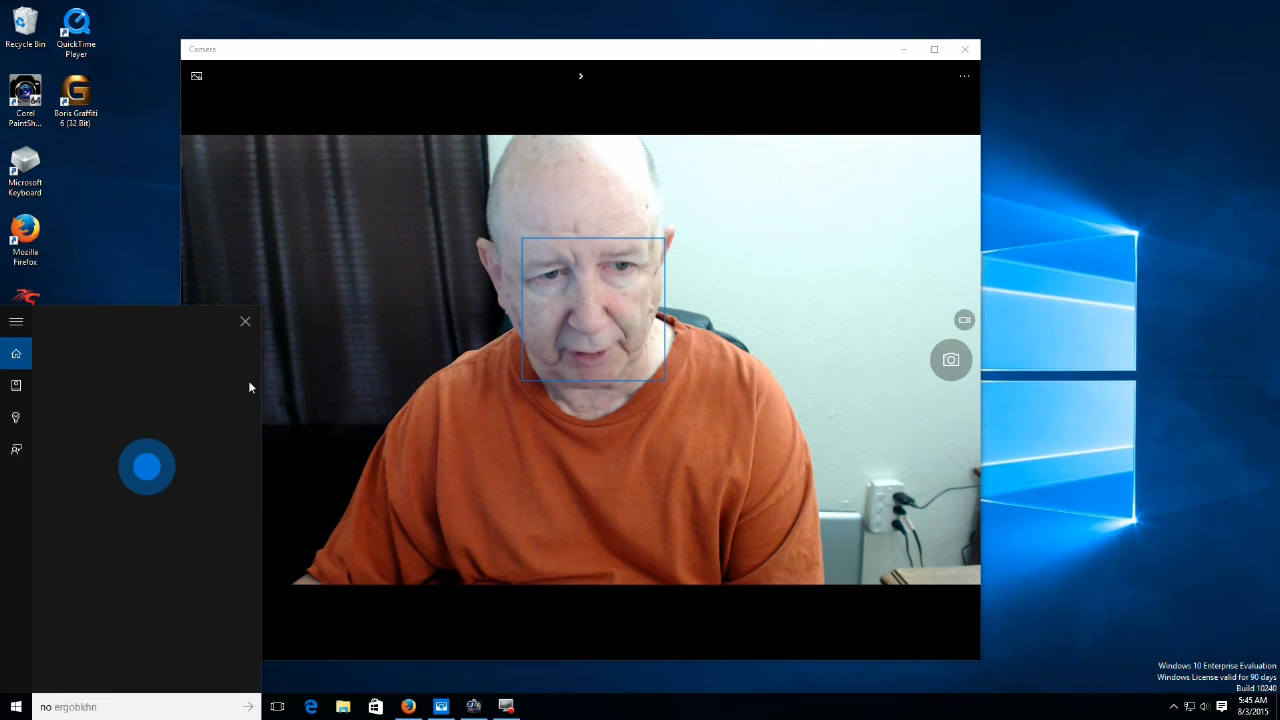 Recycle Bin
QuickTime
Player
Camera
64
Corel
PaintSh...
G
Boris Graffiti
6 (32 Bit)
Microsoft
Keyboard
Mozilla
Firefox
no ergobkhn
Windows 10 Enterprise Evaluation
Windows License valid for 90 days
Build 10240
5:45 AM
8/3/2015